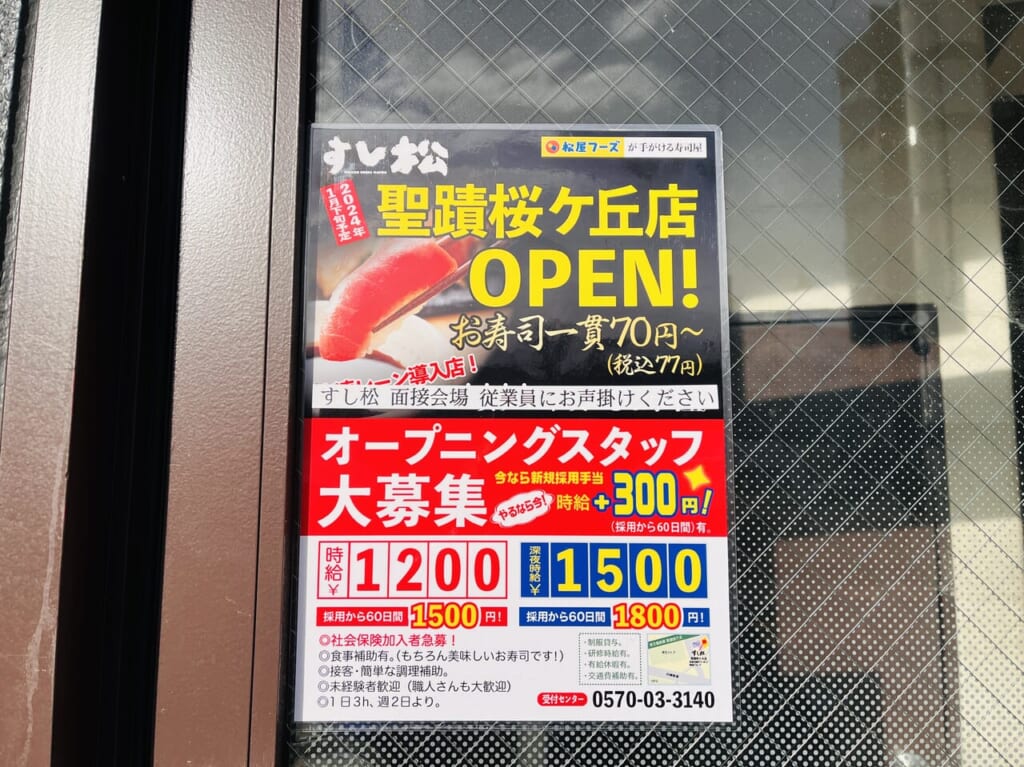 すし松
松屋フーズ が手がける寿司屋
2024年
1月下旬予定
聖蹟桜ケ丘店
OPEN!
お寿司一貫70円～
(税込77円)
レーン導入店！
すし松 面接会場 従業員にお声掛けください
オープニングスタッフ
大募集
今なら新規採用手当
やるなら今！
時給+300円！
(採用から60日間)有。
時給¥ 1200
深夜時給¥ 1500
採用から60日間 1500円！
採用から60日間 1800円！
◎社会保険加入者急募！
◎食事補助有。(もちろん美味しいお寿司です！)
◎接客・簡単な調理補助。
◎未経験者歓迎（職人さんも大歓迎）
◎1日3h、週2日より。
・制服貸与。
・研修時給有。
・有給休暇有。
・交通費補助有。
すし松
受付センター 0570-03-3140